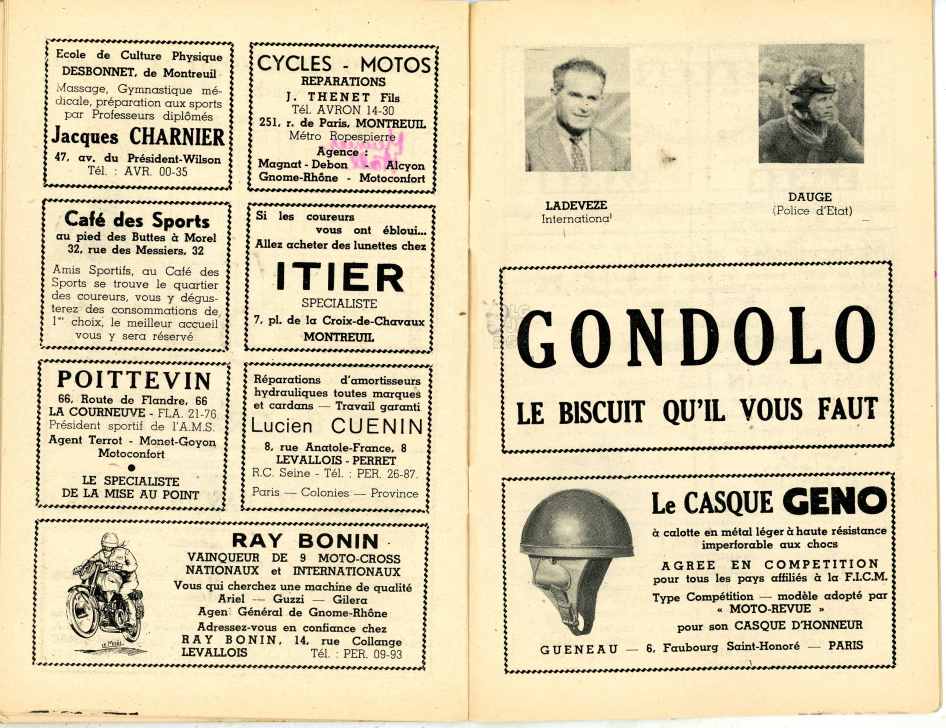 Ecole de Culture Physique
DESBONNET, de Montreuil
Massage, Gymnastique mé-
dicale, préparation aux sports
par Professeurs diplômés
Jacques CHARNIER
47, av. du Président-Wilson
Tél. : AVR. 00-35
CYCLES - MOTOS
REPARATIONS
J. THENET Fils
Tél. AVRON 14-30
251, r. de Paris, MONTREUIL
Métro Ropespierre
Agence :
Magnat-Debon - Alcyon
Gnome-Rhône - Motoconfort
Café des Sports
au pied des Buttes à Morel
32, rue des Messiers, 32
Amis Sportifs, au Café des
Sports se trouve le quartier
des coureurs, vous y dégus-
terez des consommations de
1er choix, le meilleur accueil
vous y sera réservé
Si les coureurs
vous ont ébloui...
Allez acheter des lunettes chez
ITIER
SPECIALISTE
7, pl. de la Croix-de-Chavaux
MONTREUIL
POITTEVIN
66, Route de Flandre, 66
LA COURNEUVE - FLA. 21-76
Président sportif de l'A.M.S.
Agent Terrot - Monet-Goyon
Motoconfort
●
LE SPECIALISTE
DE LA MISE AU POINT
Réparations d'amortisseurs
hydrauliques toutes marques
et cardans — Travail garanti
Lucien CUENIN
8, rue Anatole-France, 8
LEVALLOIS - PERRET
R.C. Seine - Tél. : PER. 26-87.
Paris — Colonies — Province
RAY BONIN
VAINQUEUR DE 9 MOTO-CROSS
NATIONAUX et INTERNATIONAUX
Vous qui cherchez une machine de qualité
Ariel — Guzzi — Gilera
Agen Général de Gnome-Rhône
Adressez-vous en confiance chez
RAY BONIN, 14, rue Collange
LEVALLOIS Tél. : PER. 09-93
LADEVEZE
International
DAUGE
(Police d'Etat)
GONDOLO
LE BISCUIT QU'IL VOUS FAUT
Le CASQUE GENO
à calotte en métal léger à haute résistance
imperforable aux chocs
AGREE EN COMPETITION
pour tous les pays affiliés à la F.I.C.M.
Type Compétition — modèle adopté par
« MOTO-REVUE »
pour son CASQUE D'HONNEUR
GUENEAU — 6, Faubourg Saint-Honoré — PARIS